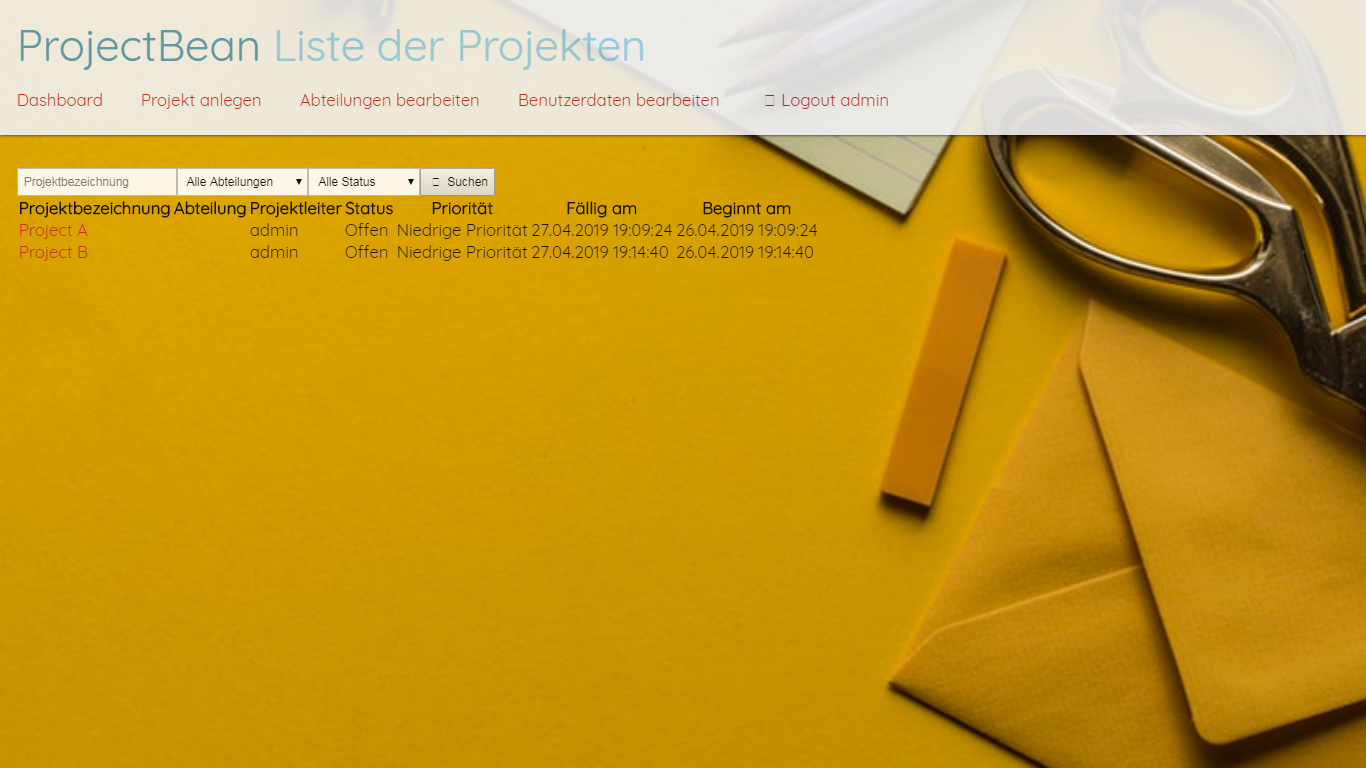 ProjectBean Liste der Projekten
Dashboard Projekt anlegen Abteilungen bearbeiten Benutzerdaten bearbeiten Logout admin
Projektbezeichnung Alle Abteilungen Alle Status Suchen
Projektbezeichnung Abteilung Projektleiter Status Priorität Fällig am Beginnt am
Project A admin Offen Niedrige Priorität 27.04.2019 19:09:24 26.04.2019 19:09:24
Project B admin Offen Niedrige Priorität 27.04.2019 19:14:40 26.04.2019 19:14:40